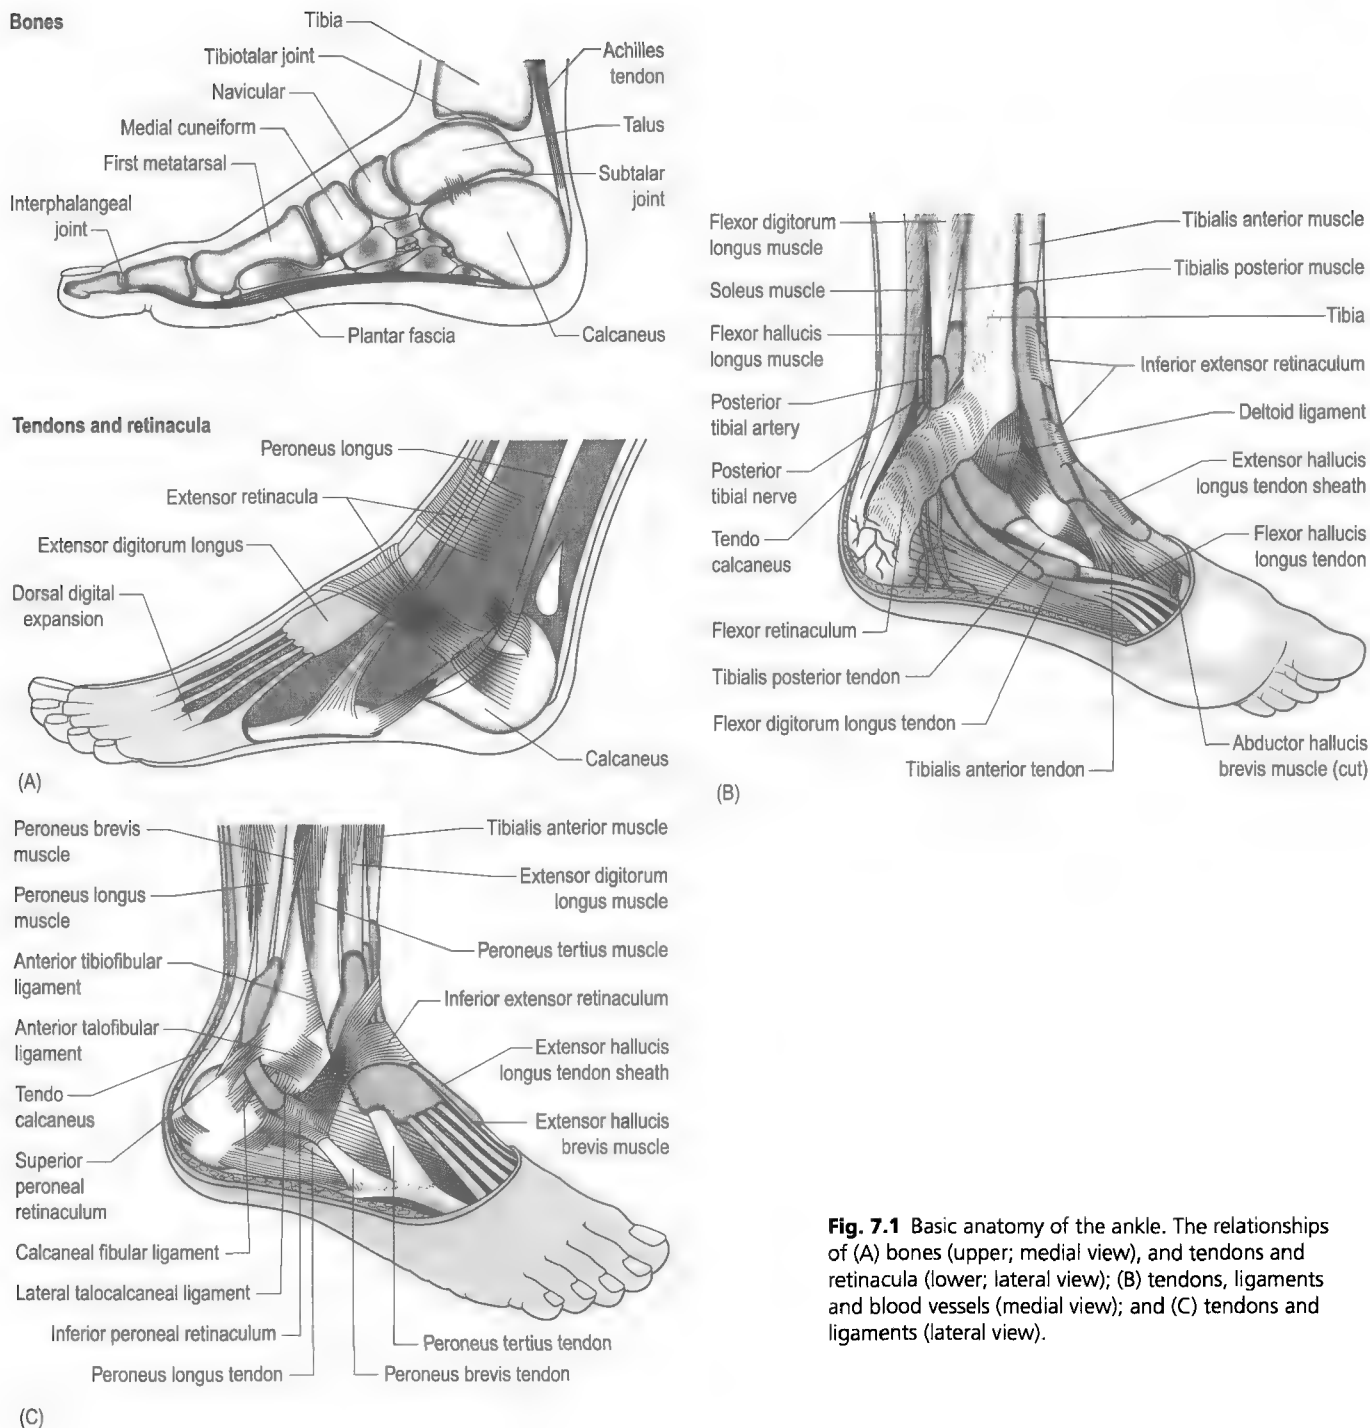 Bones
Tibia
Tibiotalar joint
Navicular
Medial cuneiform
First metatarsal
Interphalangeal
joint
Achilles
tendon
Talus
Subtalar
joint
Plantar fascia
Calcaneus
Tendons and retinacula
Peroneus longus
Extensor retinacula
Extensor digitorum longus
Dorsal digital
expansion
Calcaneus
(A)
Flexor digitorum
longus muscle
Soleus muscle
Flexor hallucis
longus muscle
Posterior
tibial artery
Posterior
tibial nerve
Tendo
calcaneus
Flexor retinaculum
Tibialis posterior tendon
Flexor digitorum longus tendon
Tibialis anterior tendon
Tibialis anterior muscle
Tibialis posterior muscle
Tibia
Inferior extensor retinaculum
Deltoid ligament
Extensor hallucis
longus tendon sheath
Flexor hallucis
longus tendon
Abductor hallucis
brevis muscle (cut)
(B)
Peroneus brevis
muscle
Peroneus longus
muscle
Anterior tibiofibular
ligament
Anterior talofibular
ligament
Tendo
calcaneus
Superior
peroneal
retinaculum
Calcaneal fibular ligament
Lateral talocalcaneal ligament
Inferior peroneal retinaculum
Peroneus longus tendon
Tibialis anterior muscle
Extensor digitorum
longus muscle
Peroneus tertius muscle
Inferior extensor retinaculum
Extensor hallucis
longus tendon sheath
Extensor hallucis
brevis muscle
Peroneus tertius tendon
Peroneus brevis tendon
(C)
Fig. 7.1 Basic anatomy of the ankle. The relationships
of (A) bones (upper; medial view), and tendons and
retinacula (lower; lateral view); (B) tendons, ligaments
and blood vessels (medial view); and (C) tendons and
ligaments (lateral view).